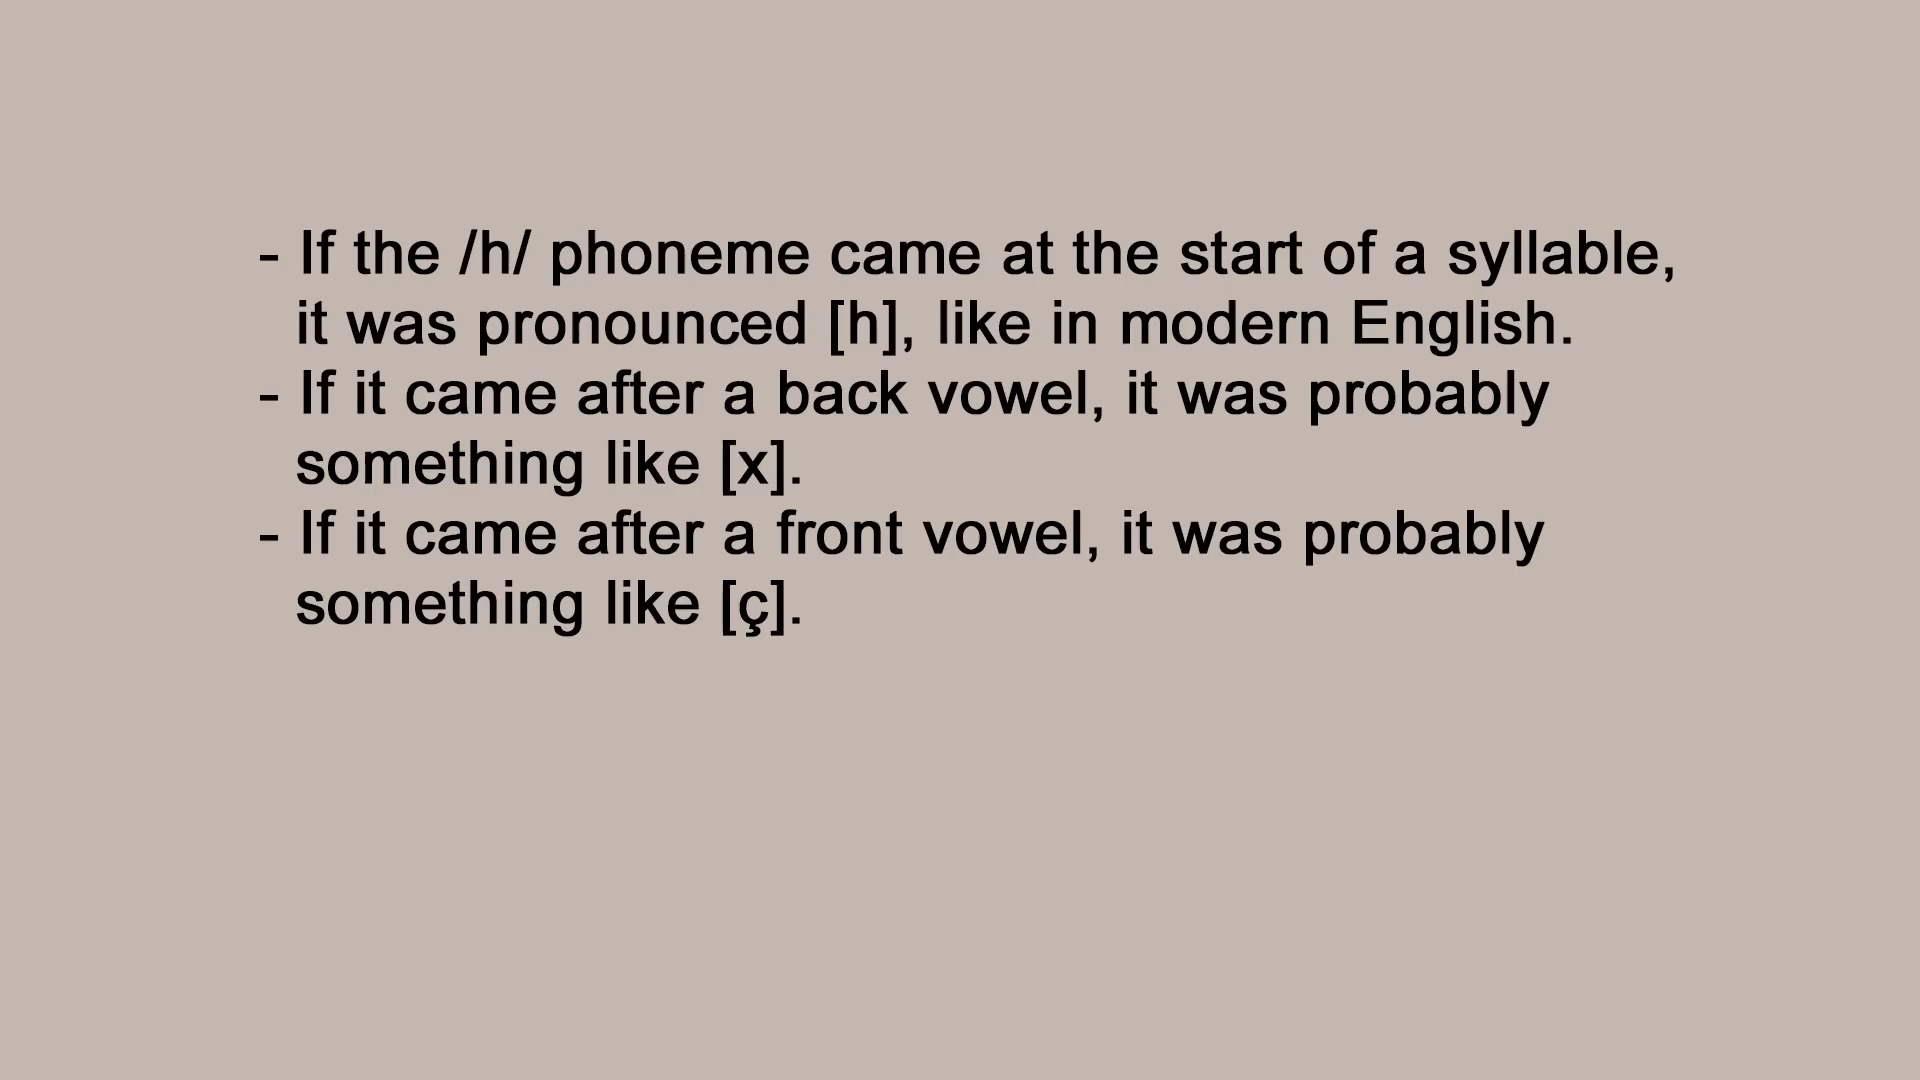 - If the /h/ phoneme came at the start of a syllable,
it was pronounced [h], like in modern English.
- If it came after a back vowel, it was probably
something like [x].
- If it came after a front vowel, it was probably
something like [ç].